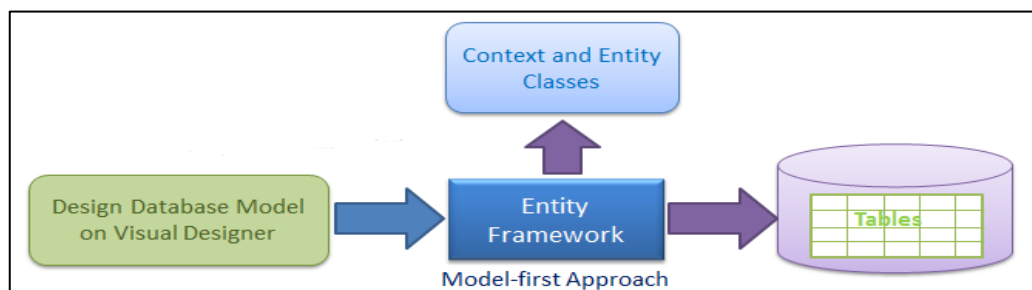 Context and Entity
Classes
Design Database Model
on Visual Designer
Entity
Framework
Tables
Model-first Approach